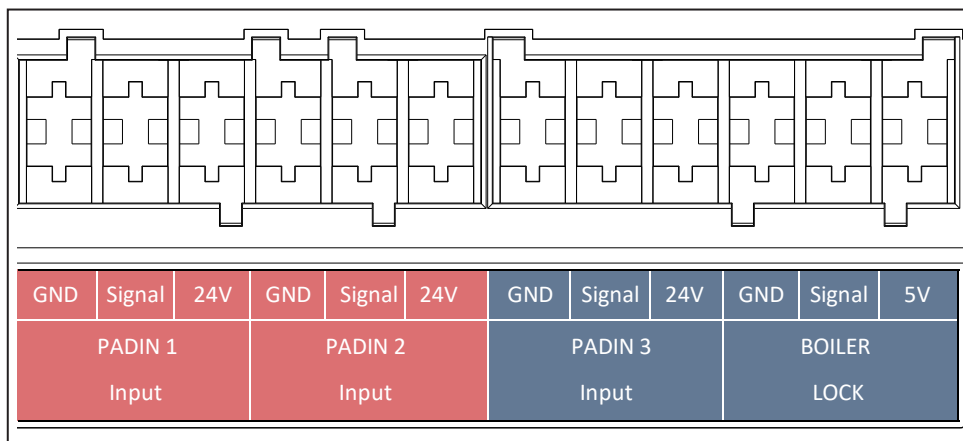 GND Signal 24V GND Signal 24V GND Signal 24V GND Signal 5V
PADIN 1 PADIN 2 PADIN 3 BOILER
Input Input Input LOCK